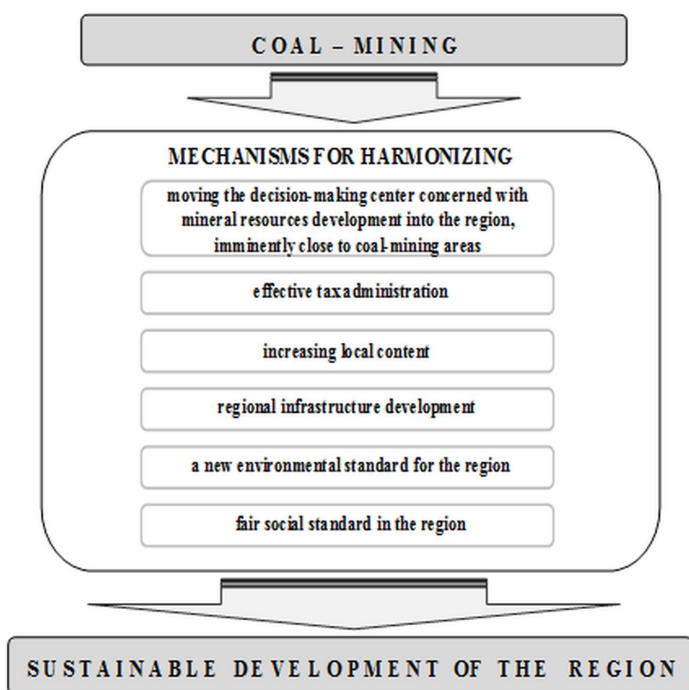 COAL – MINING
MECHANISMS FOR HARMONIZING
moving the decision-making center concerned with
mineral resources development into the region,
imminently close to coal-mining areas
effective tax administration
increasing local content
regional infrastructure development
a new environmental standard for the region
fair social standard in the region
SUSTAINABLE DEVELOPMENT OF THE REGION